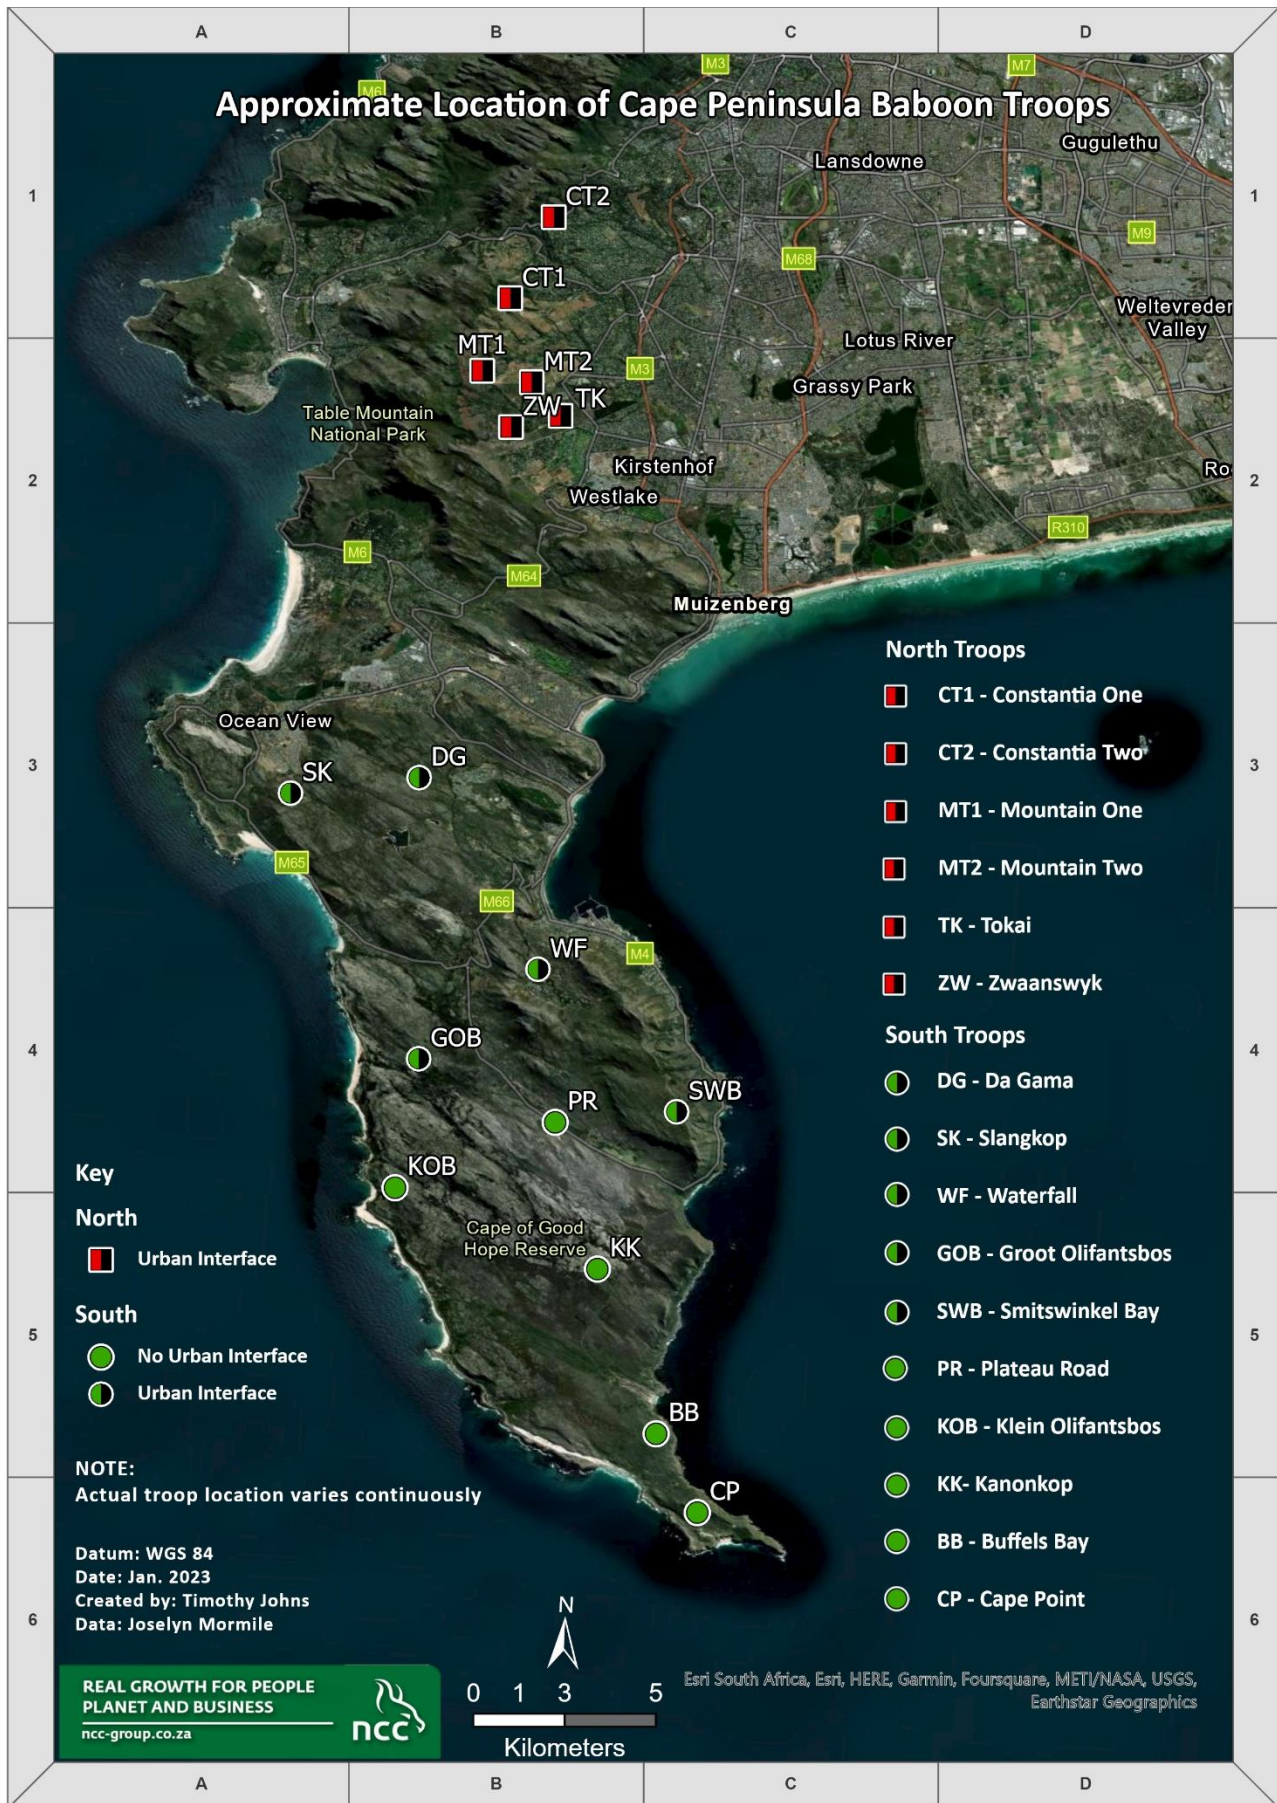 A B C D
M3
M7
M6
Approximate Location of Cape Peninsula Baboon Troops
Gugulethu
Lansdowne
1 1
CT2
M9
M68
CT1
Weltevreden
Valley
Lotus River
MT1
MT2
M3
Grassy Park
TK
ZW
Table Mountain
National Park
Kirstenhof
2 2
Westlake
R310
M6
M64
Muizenberg
North Troops
CT1 - Constantia One
Ocean View
CT2 - Constantia Two
DG
3 3
SK
MT1 - Mountain One
M65
MT2 - Mountain Two
M66
TK - Tokai
WF
M4
ZW - Zwaanswyk
South Troops
GOB
4 4
DG - Da Gama
SWB
PR
SK - Slangkop
KOB
Key
WF - Waterfall
North
Cape of Good
Hope Reserve
KK
Urban Interface
GOB - Groot Olifantsbos
South
SWB - Smitswinkel Bay
5 5
No Urban Interface
PR - Plateau Road
Urban Interface
BB
KOB - Klein Olifantsbos
NOTE:
Actual troop location varies continuously
KK- Kanonkop
CP
BB - Buffels Bay
Datum: WGS 84
Date: Jan. 2023
Created by: Timothy Johns
Data: Joselyn Mormile
CP - Cape Point
6 6
N
REAL GROWTH FOR PEOPLE
PLANET AND BUSINESS
ncc-group.co.za
ncc
0 1 3 5
Kilometers
Esri South Africa, Esri, HERE, Garmin, Foursquare, METI/NASA, USGS,
Earthstar Geographics
A B C D